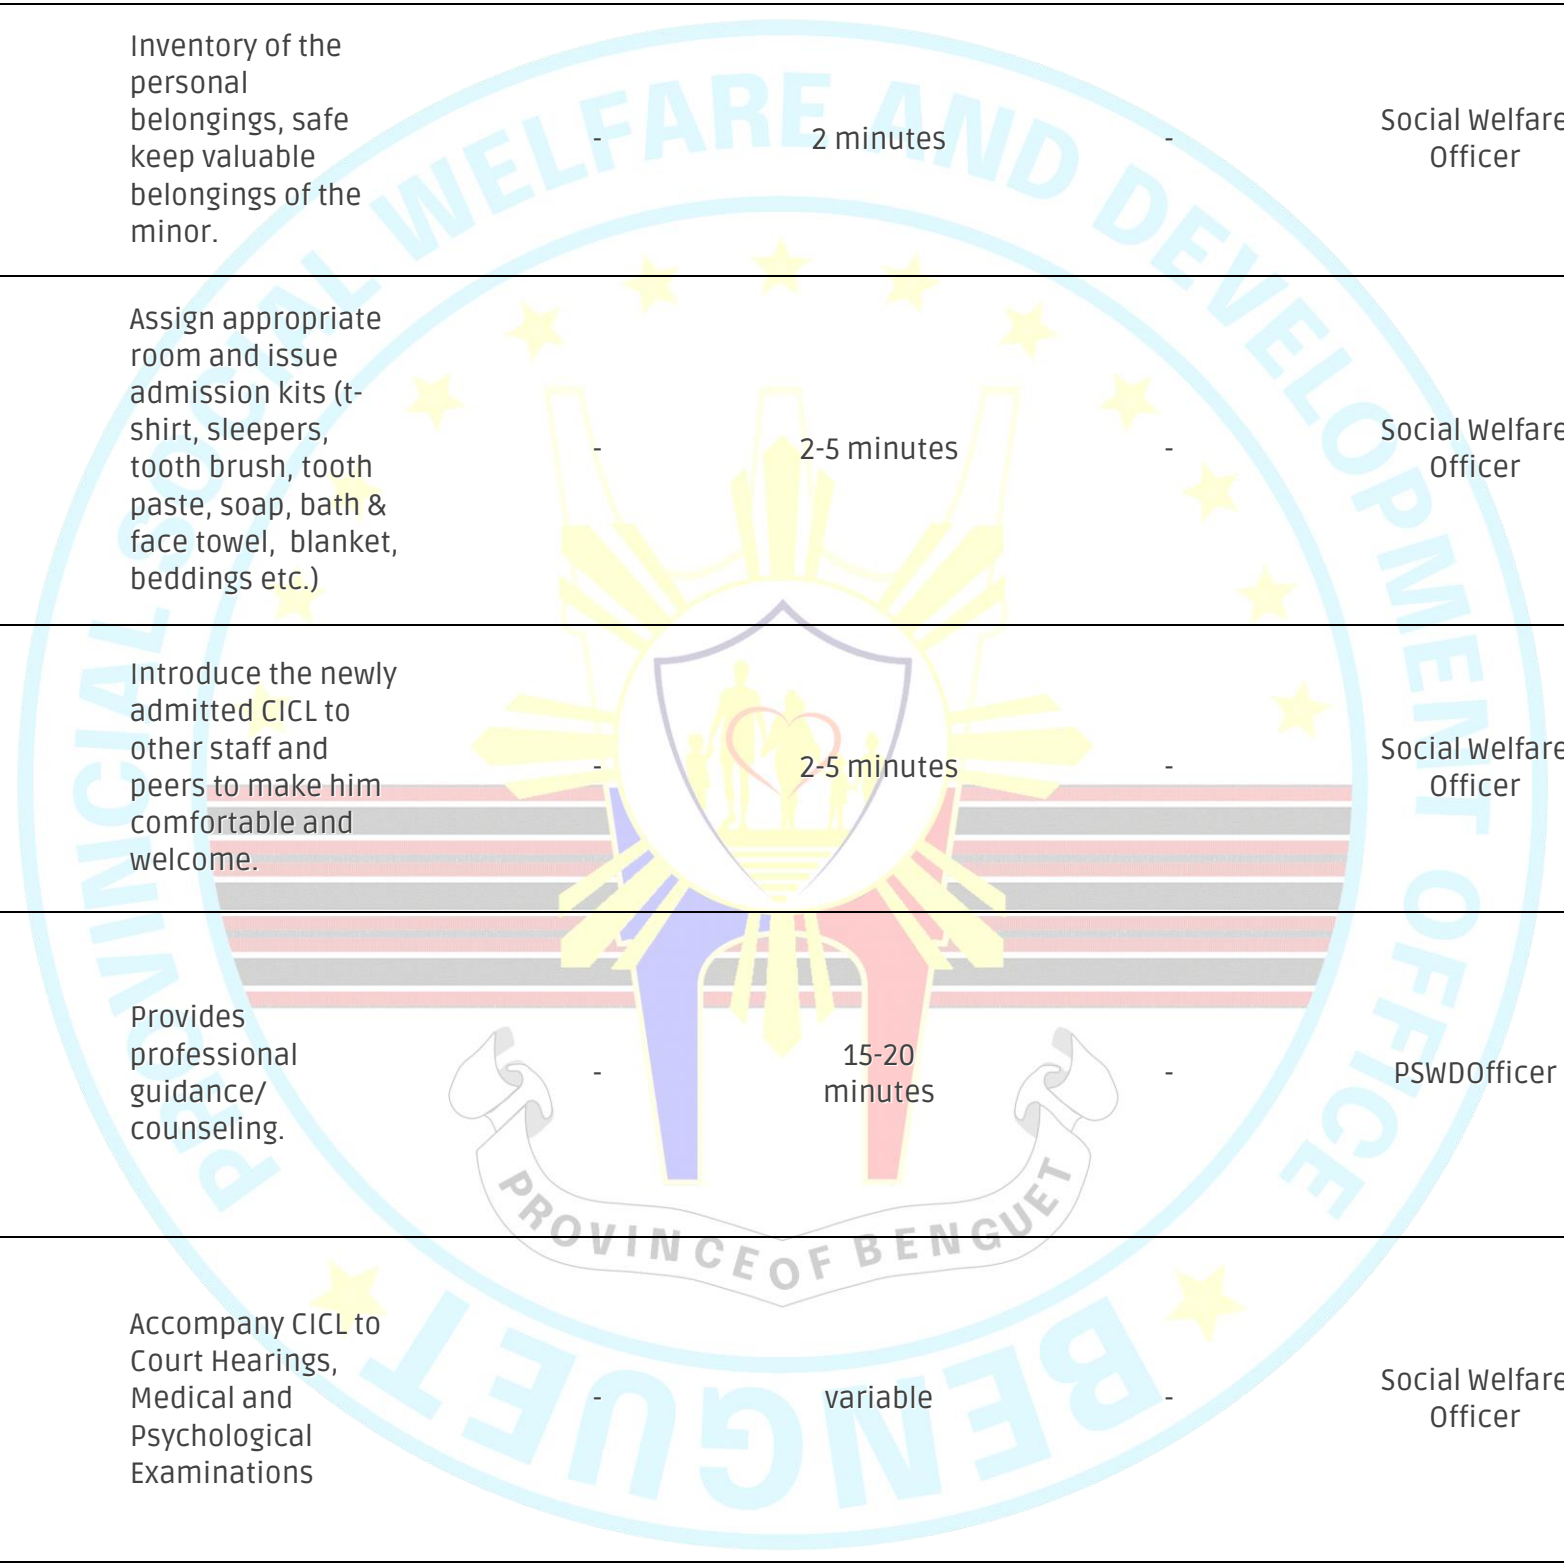 Inventory of the
personal
belongings, safe
keep valuable
belongings of the
minor.
-
2 minutes
-
Social Welfare
Officer
Assign appropriate
room and issue
admission kits (t-
shirt, sleepers,
tooth brush, tooth
paste, soap, bath &
face towel,  blanket,
beddings etc.)
-
2-5 minutes
-
Social Welfare
Officer
Introduce the newly
admitted CICL to
other staff and
peers to make him
comfortable and
welcome.
-
2-5 minutes
-
Social Welfare
Officer
Provides
professional
guidance/
counseling.
-
15-20
minutes
-
PSWDOfficer
Accompany CICL to
Court Hearings,
Medical and
Psychological
Examinations
-
variable
-
Social Welfare
Officer
PROVINCIAL SOCIAL WELFARE AND DEVELOPMENT OFFICE
PROVINCE OF BENGUET
BENGUET